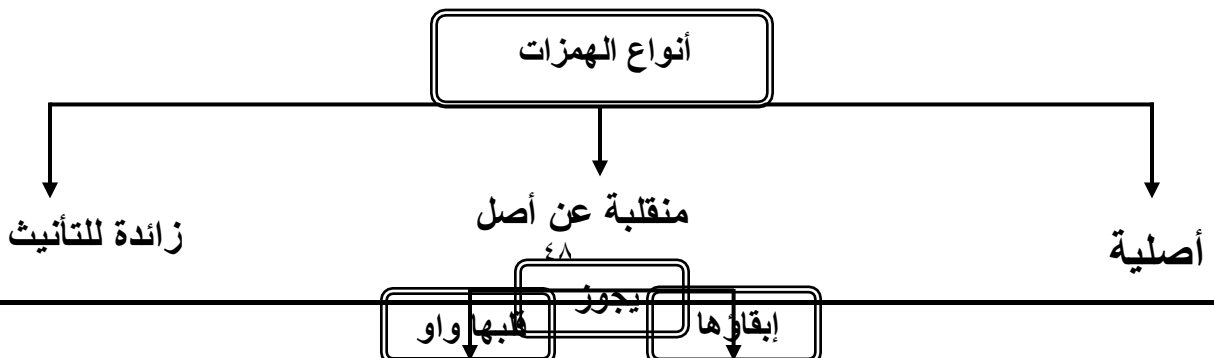 أنواع الهمزات
أصلية
منقلبة عن أصل
زائدة للتأنيث
٤٨
يجوز
إبقاؤها
قلبها واو